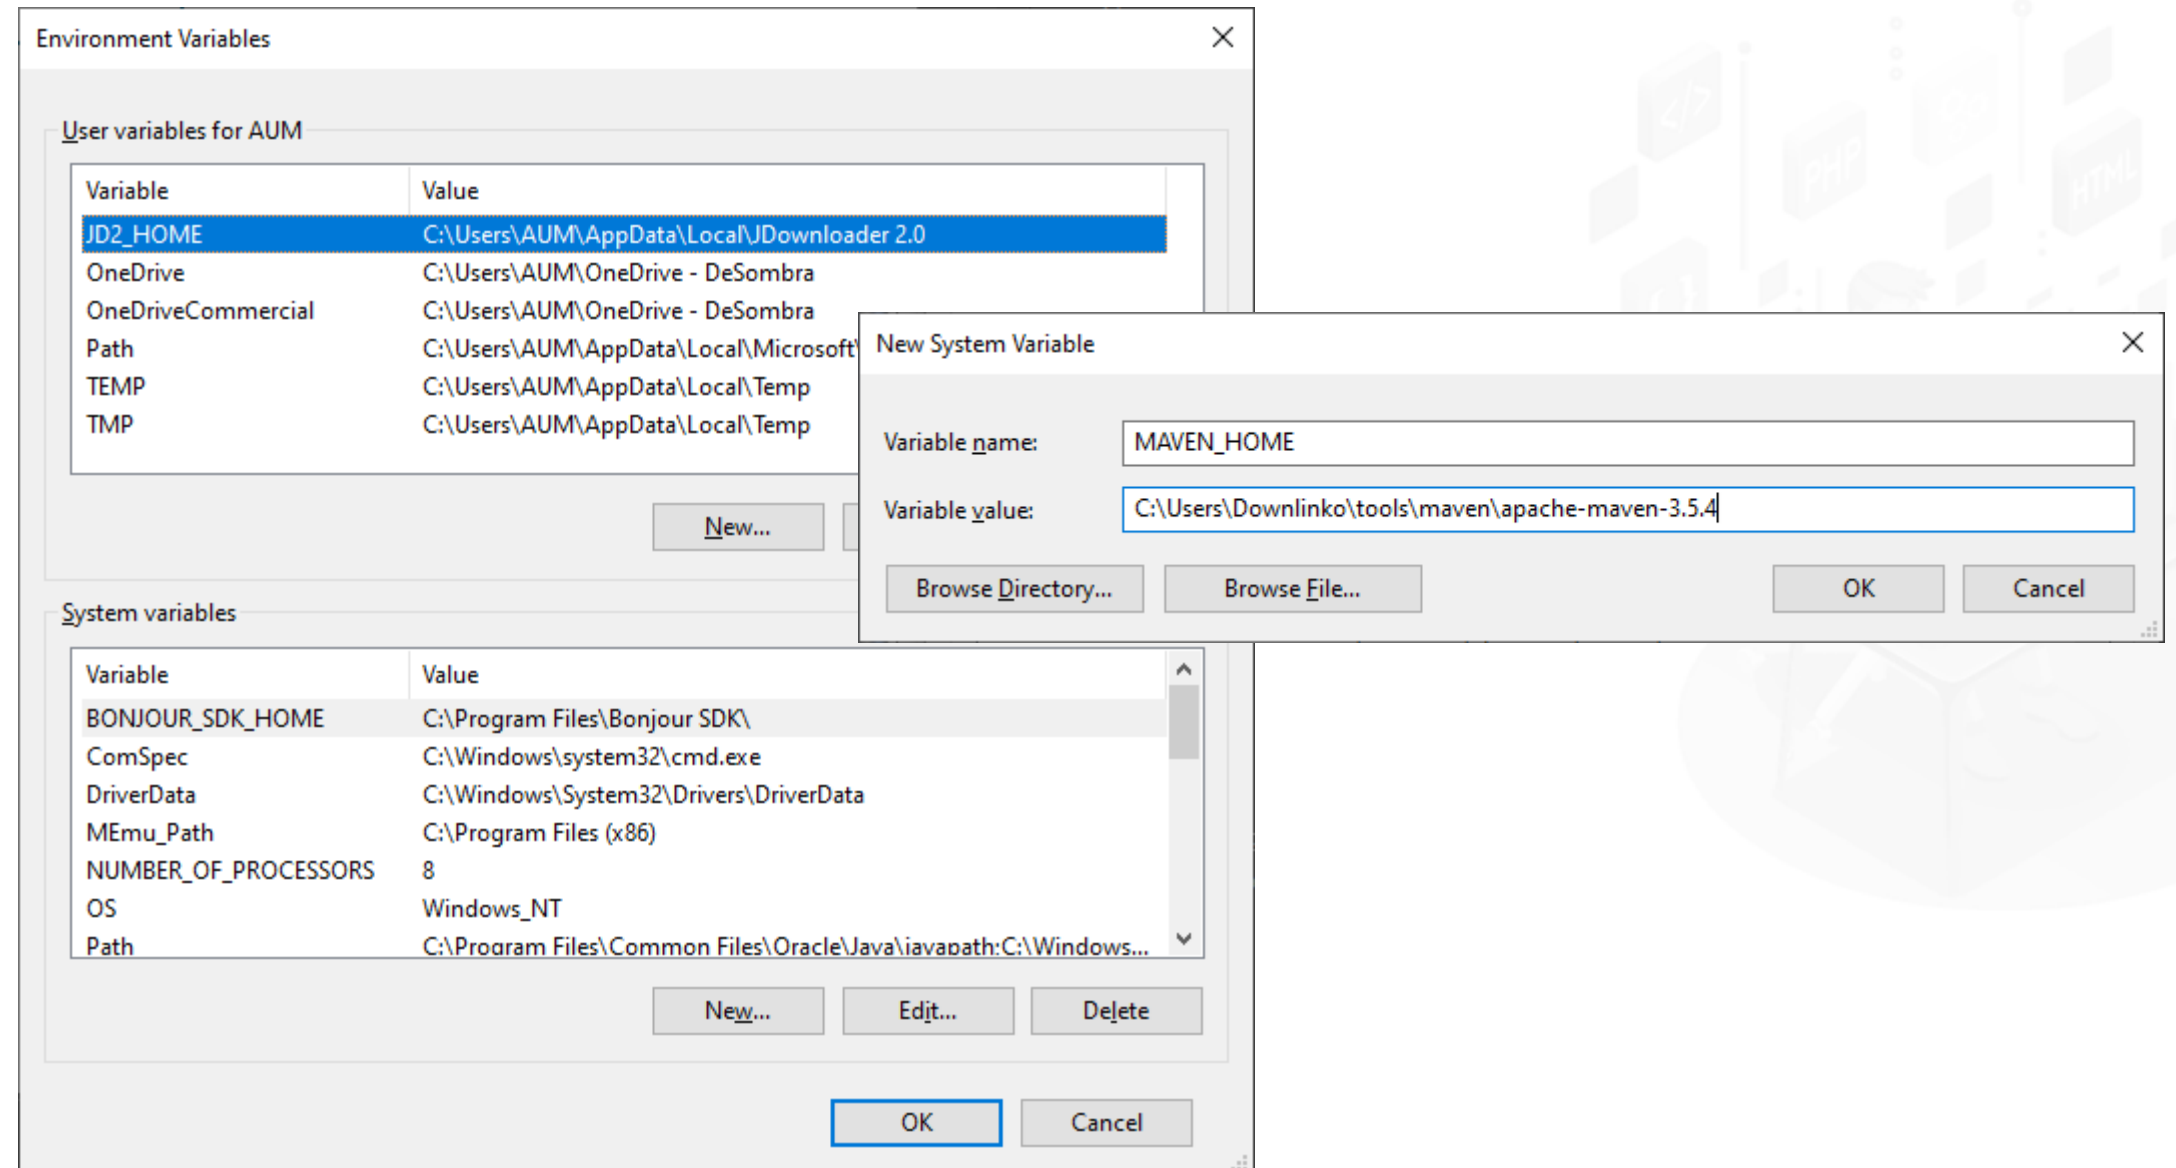 Environment Variables
User variables for AUM
Variable Value
JD2_HOME C:\Users\AUM\AppData\Local\JDownloader 2.0
OneDrive C:\Users\AUM\OneDrive - DeSombra
OneDriveCommercial C:\Users\AUM\OneDrive - DeSombra
Path C:\Users\AUM\AppData\Local\Microsoft\
TEMP C:\Users\AUM\AppData\Local\Temp
TMP C:\Users\AUM\AppData\Local\Temp
New...
New System Variable
Variable name: MAVEN_HOME
Variable value: C:\Users\Downlinko\tools\maven\apache-maven-3.5.4
Browse Directory... Browse File... OK Cancel
System variables
Variable Value
BONJOUR_SDK_HOME C:\Program Files\Bonjour SDK\
ComSpec C:\Windows\system32\cmd.exe
DriverData C:\Windows\System32\Drivers\DriverData
MEmu_Path C:\Program Files (x86)
NUMBER_OF_PROCESSORS 8
OS Windows_NT
Path C:\Program Files\Common Files\Oracle\Java\javapath;C:\Windows...
New... Edit... Delete
OK Cancel
</> PHP HTML